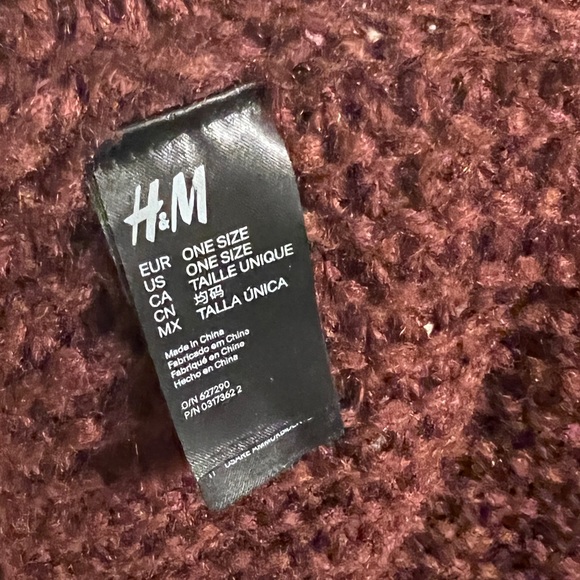 H&M
EUR ONE SIZE
US ONE SIZE
CA TAILLE UNIQUE
CN 均码
MX TALLA ÚNICA
Made in China
Fabricado em China
Fabriqué en Chine
Hecho en China
O/N 627290
P/N 0317362 2